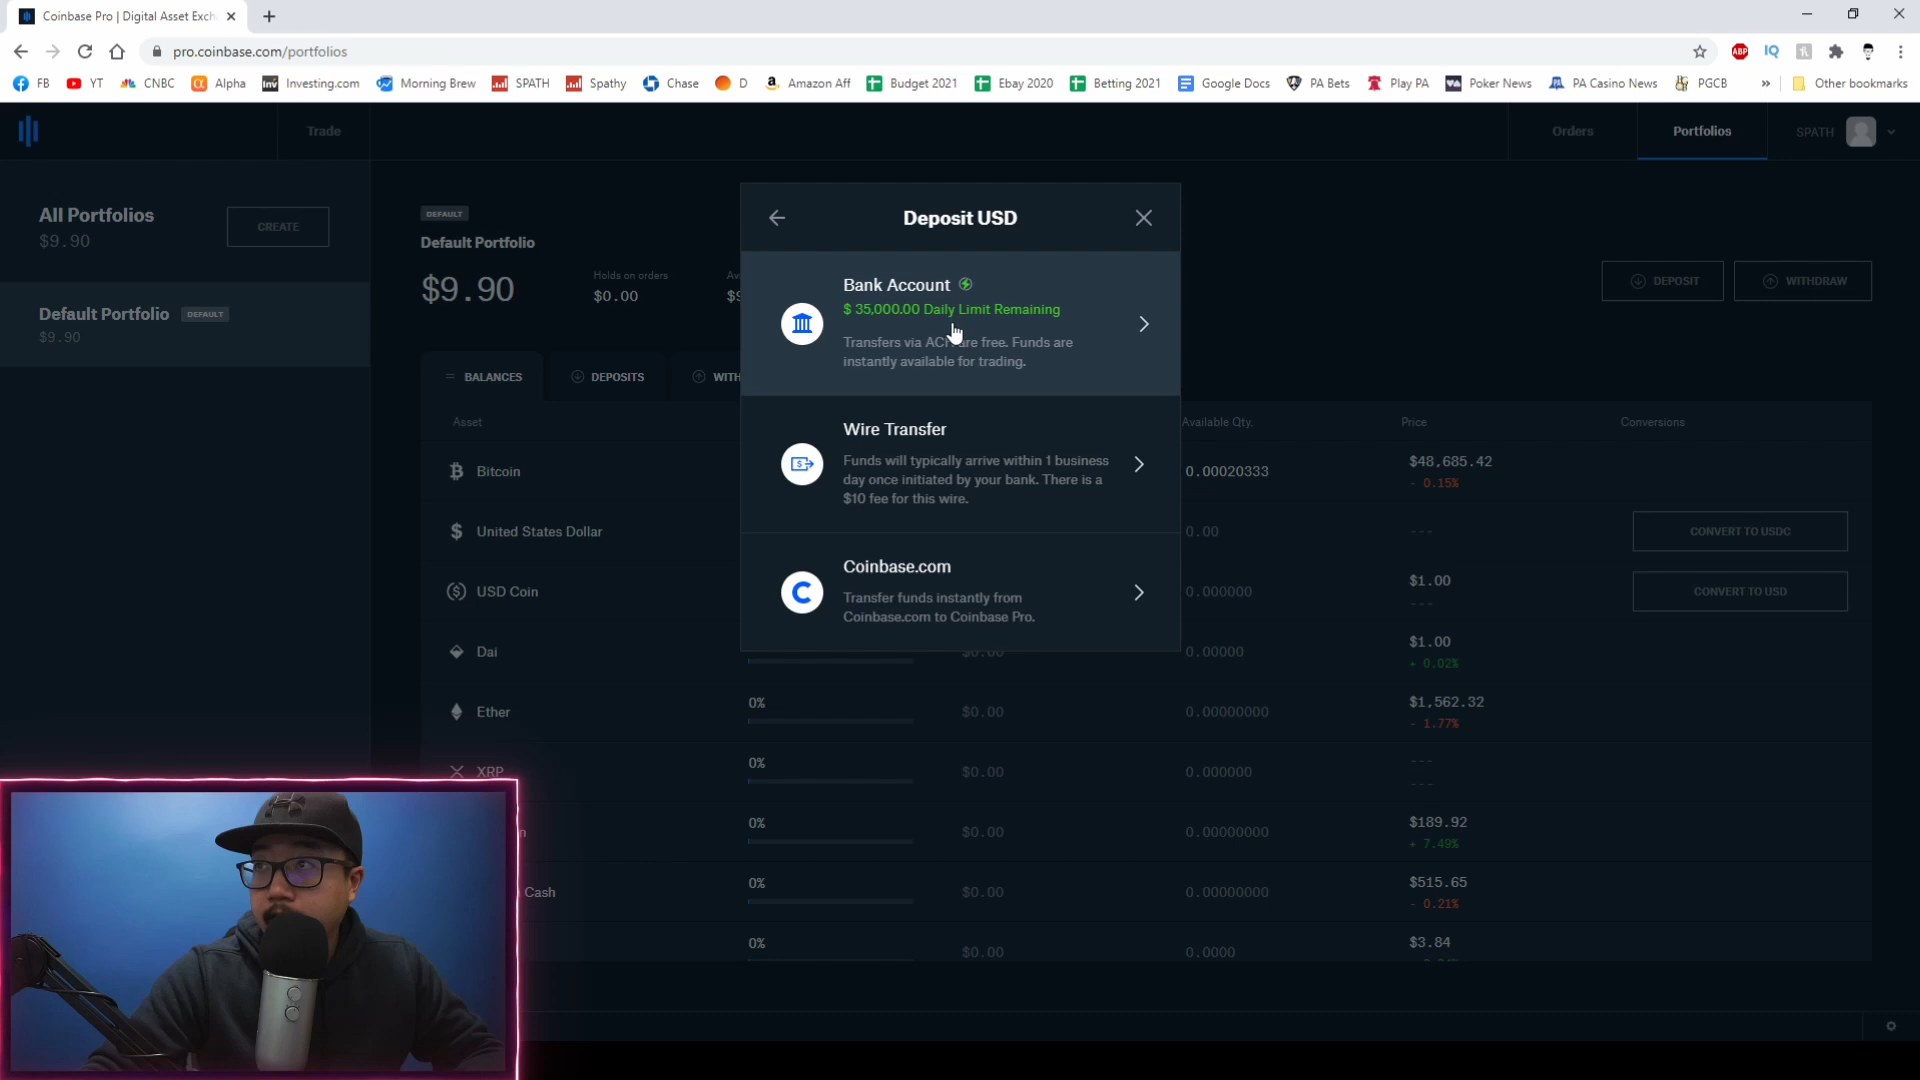 Coinbase Pro | Digital Asset Exch
pro.coinbase.com/portfolios
ABP
IQ
FB
YT
CNBC
Alpha
Investing.com
Morning Brew
SPATH
Spathy
Chase
D
Amazon Aff
Budget 2021
Ebay 2020
Betting 2021
Google Docs
PA Bets
Play PA
Poker News
PA Casino News
PGCB
»
Other bookmarks
Trade
Orders
Portfolios
SPATH
All Portfolios
$9.90
CREATE
Default Portfolio DEFAULT
$9.90
DEFAULT
Default Portfolio
$9.90
Holds on orders
$0.00
DEPOSIT
WITHDRAW
BALANCES
DEPOSITS
Deposit USD
Bank Account
$ 35,000.00 Daily Limit Remaining
Transfers via are free. Funds are
instantly available for trading.
Wire Transfer
Funds will typically arrive within 1 business
day once initiated by your bank. There is a
$10 fee for this wire.
Coinbase.com
Transfer funds instantly from
Coinbase.com to Coinbase Pro.
Asset
Available Qty.
Price
Conversions
Bitcoin
0.00020333
$48,685.42
- 0.15%
United States Dollar
0.00
---
CONVERT TO USDC
USD Coin
0.000000
$1.00
---
CONVERT TO USD
Dai
$0.00
0.00000
$1.00
+ 0.02%
Ether
0%
$0.00
0.00000000
$1,562.32
- 1.77%
XRP
0%
$0.00
0.000000
---
---
0%
$0.00
0.00000000
$189.92
+ 7.49%
Cash
0%
$0.00
0.00000000
$515.65
- 0.21%
0%
$0.00
0.0000
$3.84